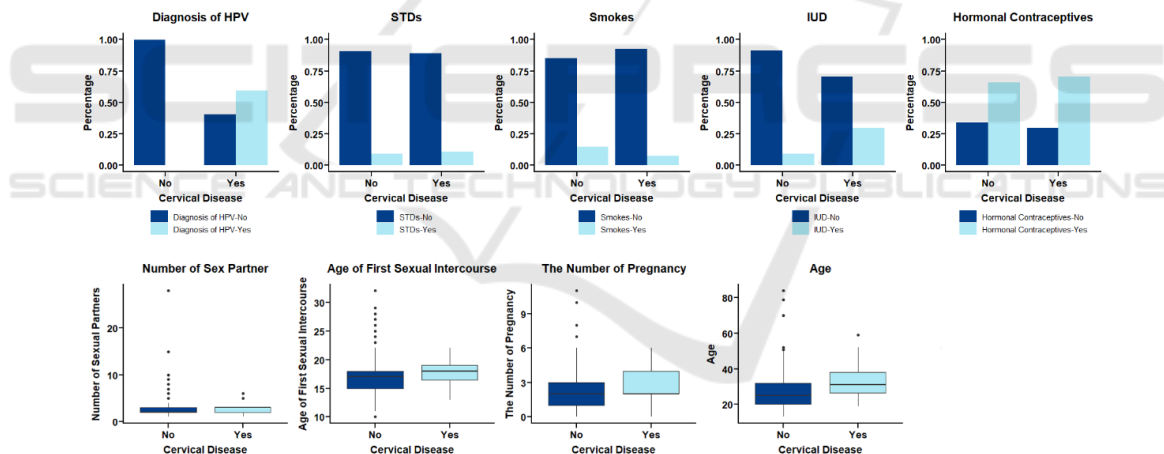 Diagnosis of HPV
STDs
Smokes
IUD
Hormonal Contraceptives
Percentage
1.00
0.75
0.50
0.25
0.00
No
Yes
Cervical Disease
Diagnosis of HPV-No
Diagnosis of HPV-Yes
Percentage
1.00
0.75
0.50
0.25
0.00
No
Yes
Cervical Disease
STDs-No
STDs-Yes
Percentage
1.00
0.75
0.50
0.25
0.00
No
Yes
Cervical Disease
Smokes-No
Smokes-Yes
Percentage
1.00
0.75
0.50
0.25
0.00
No
Yes
Cervical Disease
IUD-No
IUD-Yes
Percentage
1.00
0.75
0.50
0.25
0.00
No
Yes
Cervical Disease
Hormonal Contraceptives-No
Hormonal Contraceptives-Yes
SCITEPRESS
SCIENCE AND TECHNOLOGY PUBLICATIONS
Number of Sex Partner
Number of Sexual Partners
20
10
0
No
Yes
Cervical Disease
Age of First Sexual Intercourse
Age of First Sexual Intercourse
30
25
20
15
10
No
Yes
Cervical Disease
The Number of Pregnancy
The Number of Pregnancy
9
6
3
0
No
Yes
Cervical Disease
Age
Age
80
60
40
20
No
Yes
Cervical Disease